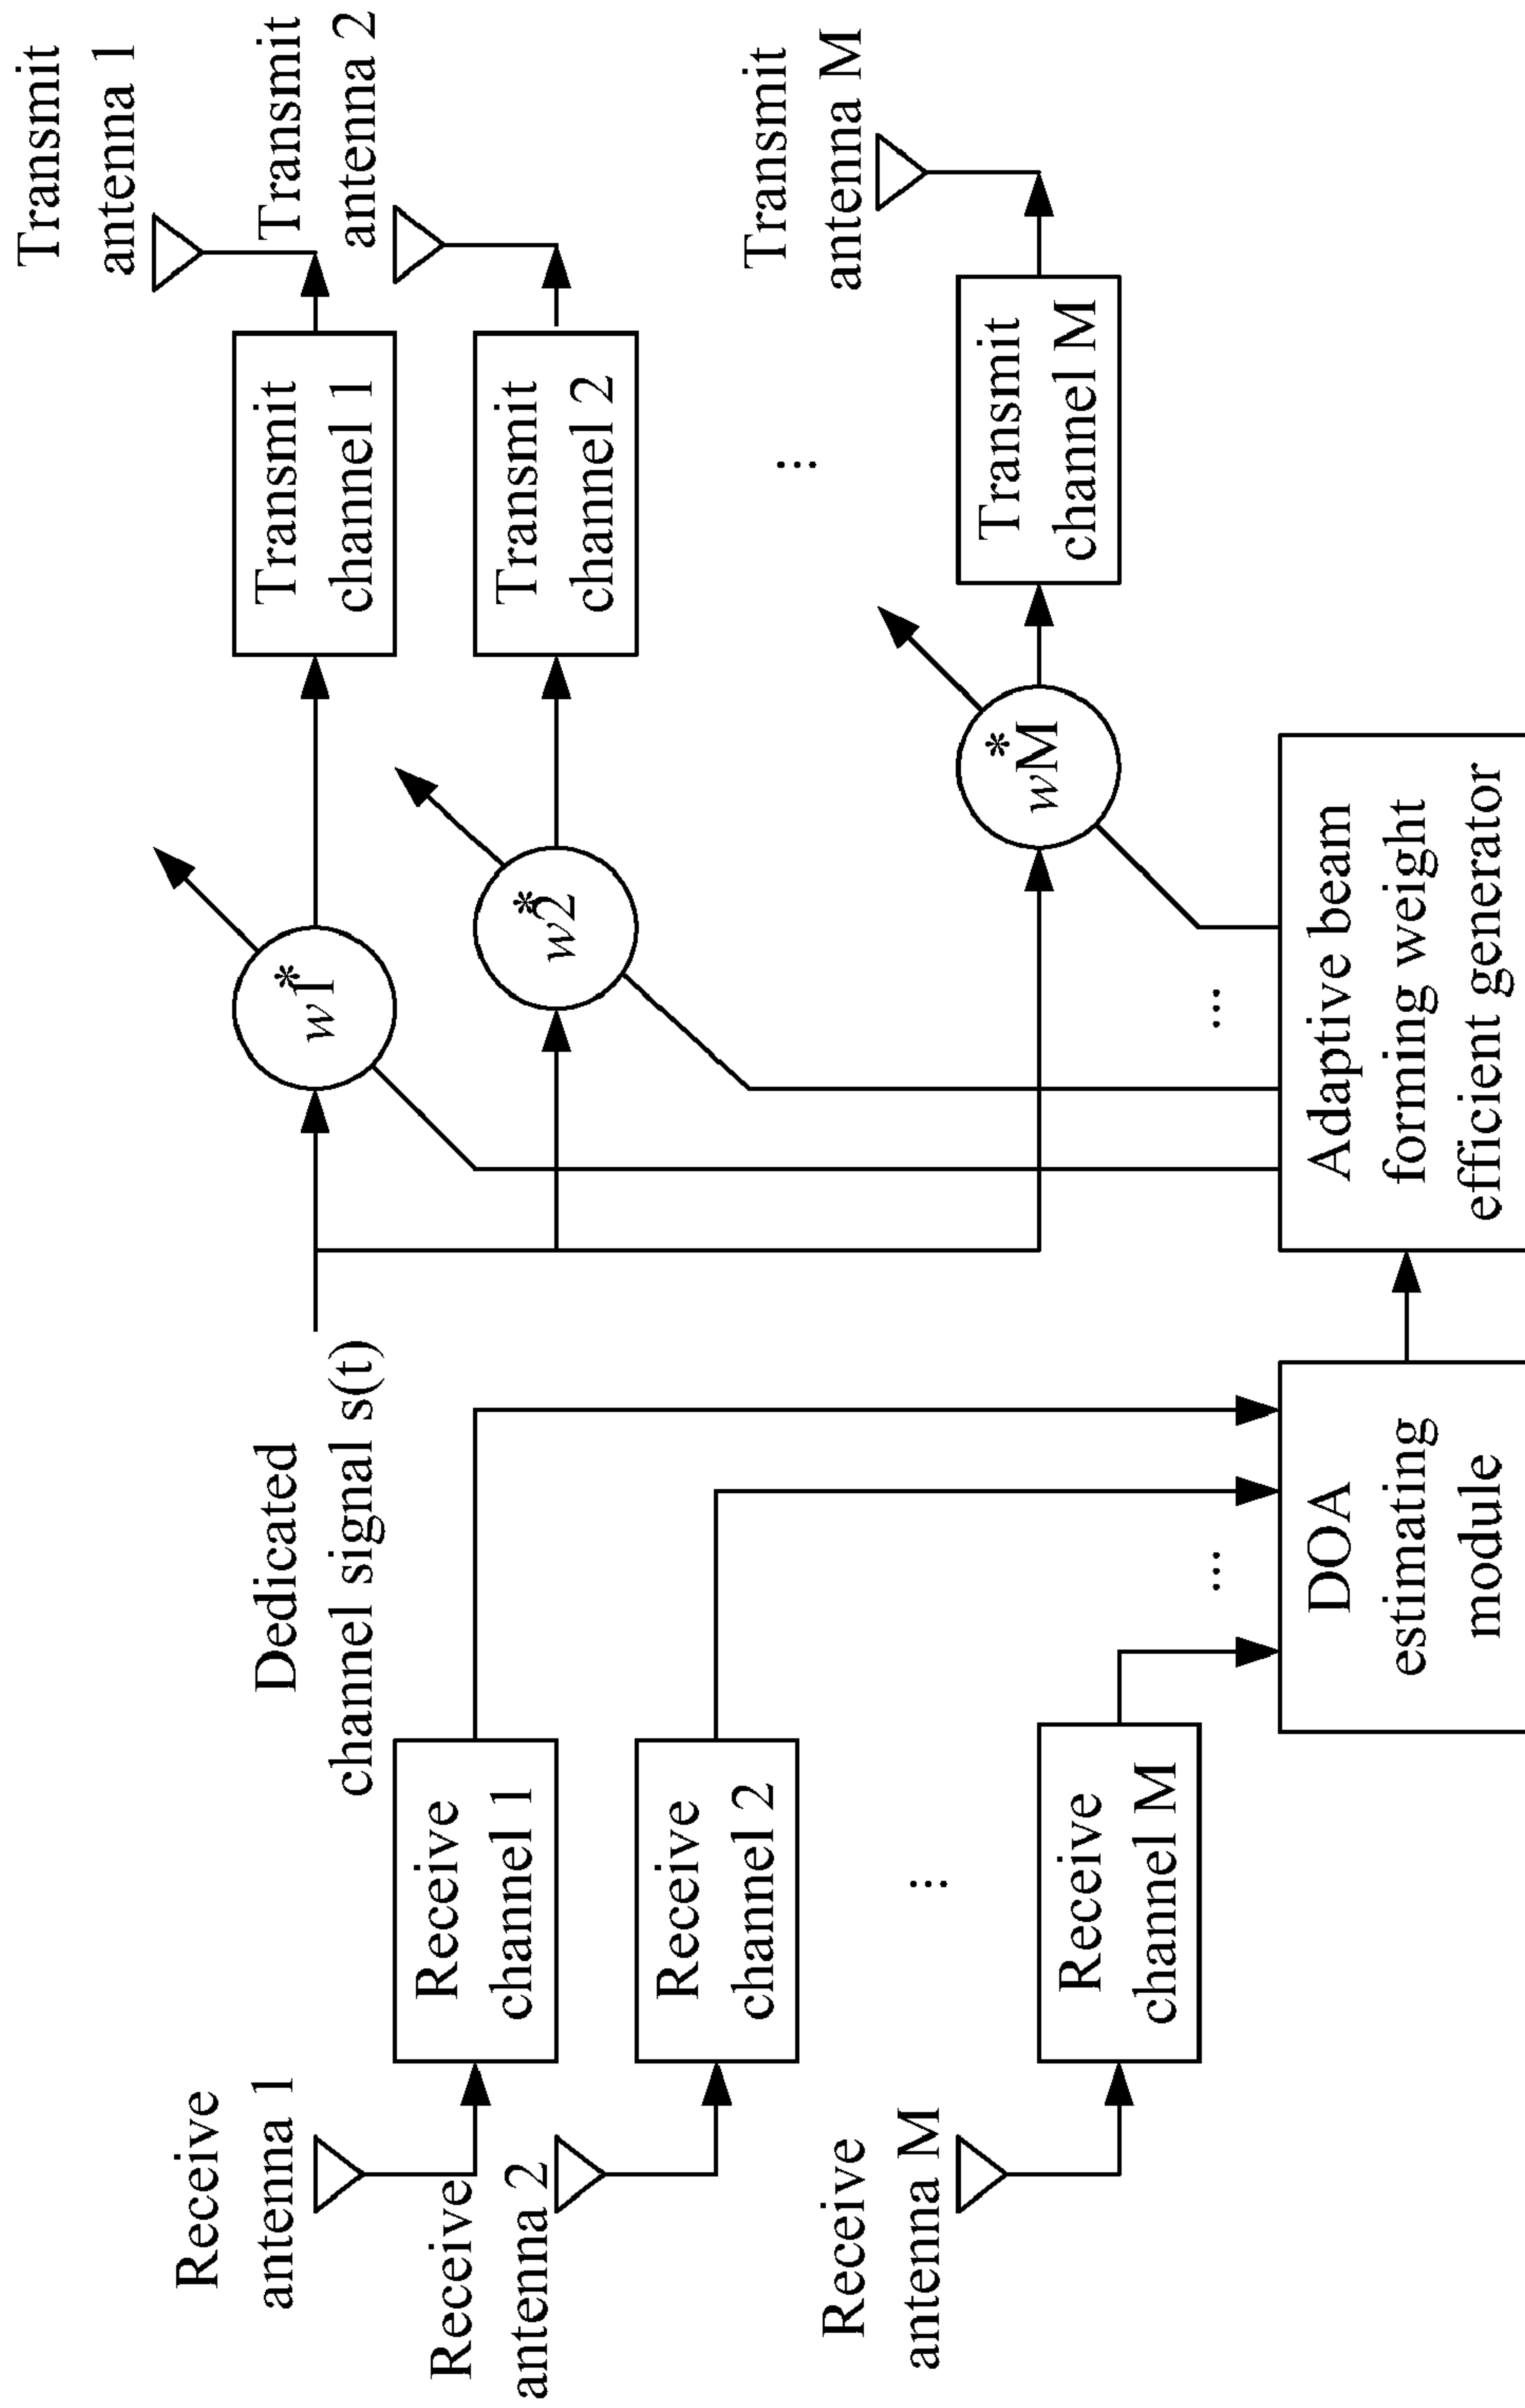 Receive
antenna 1
Receive
antenna 2
Receive
antenna M
Receive
channel 1
Receive
channel 2
...
Receive
channel M
Dedicated
channel signal s(t)
...
DOA
estimating
module
w1*
w2*
wM*
...
Adaptive beam
forming weight
efficient generator
Transmit
channel 1
Transmit
channel 2
...
Transmit
channel M
Transmit
antenna 1
Transmit
antenna 2
Transmit
antenna M